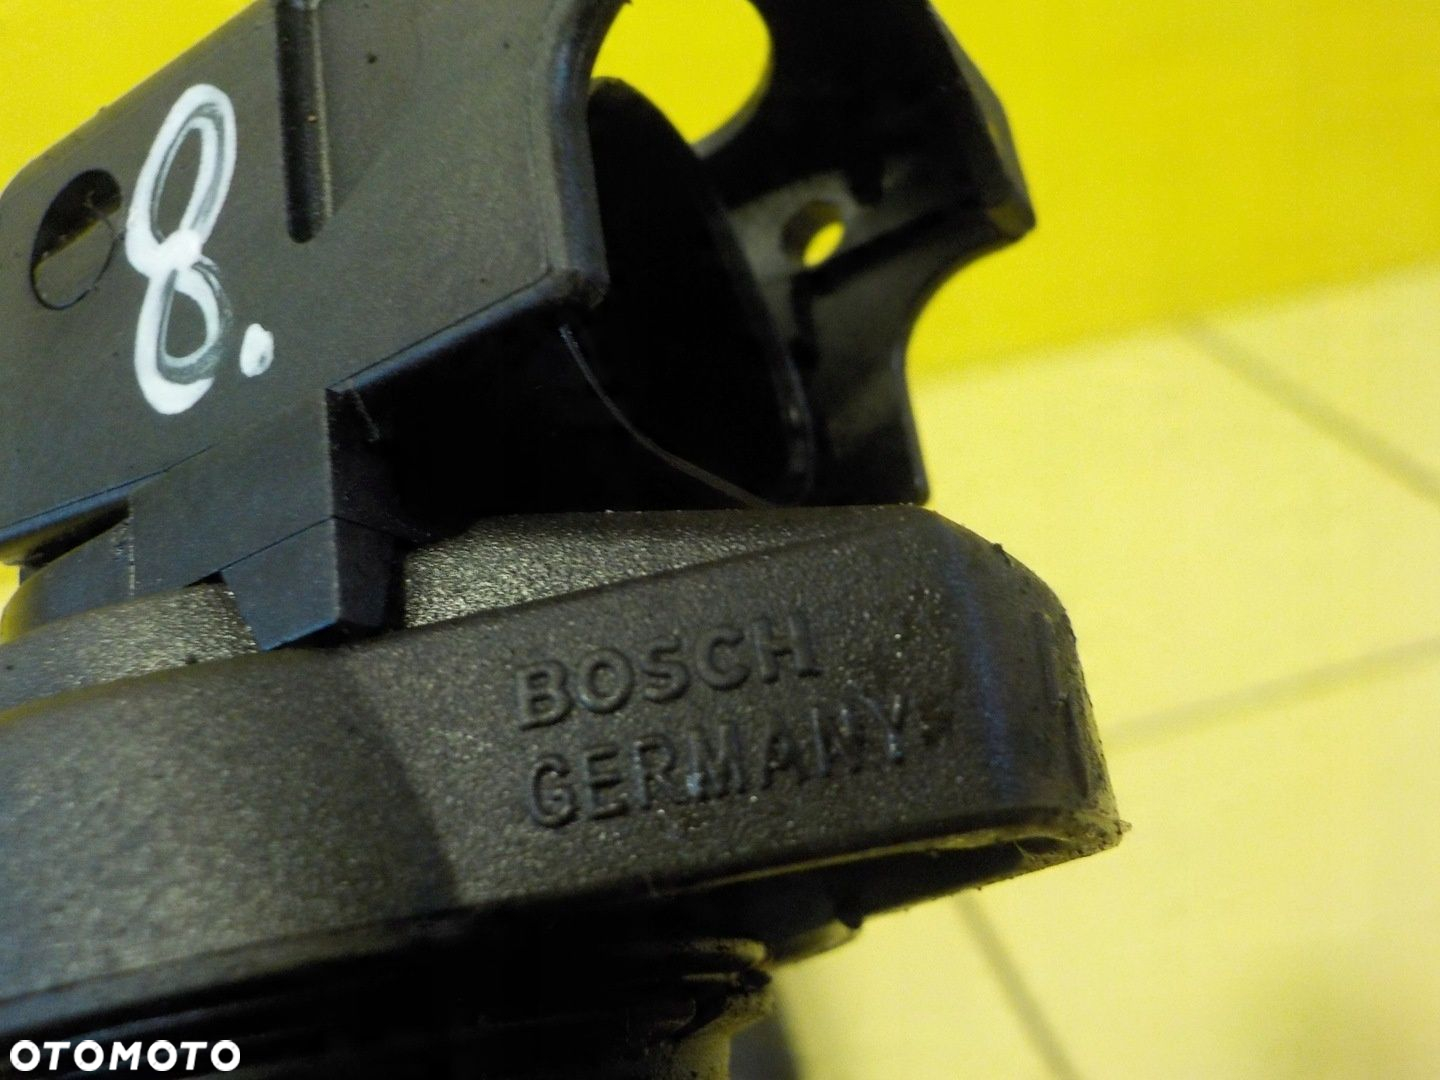 8.
BOSCH
GERMANY
OTOMOTO